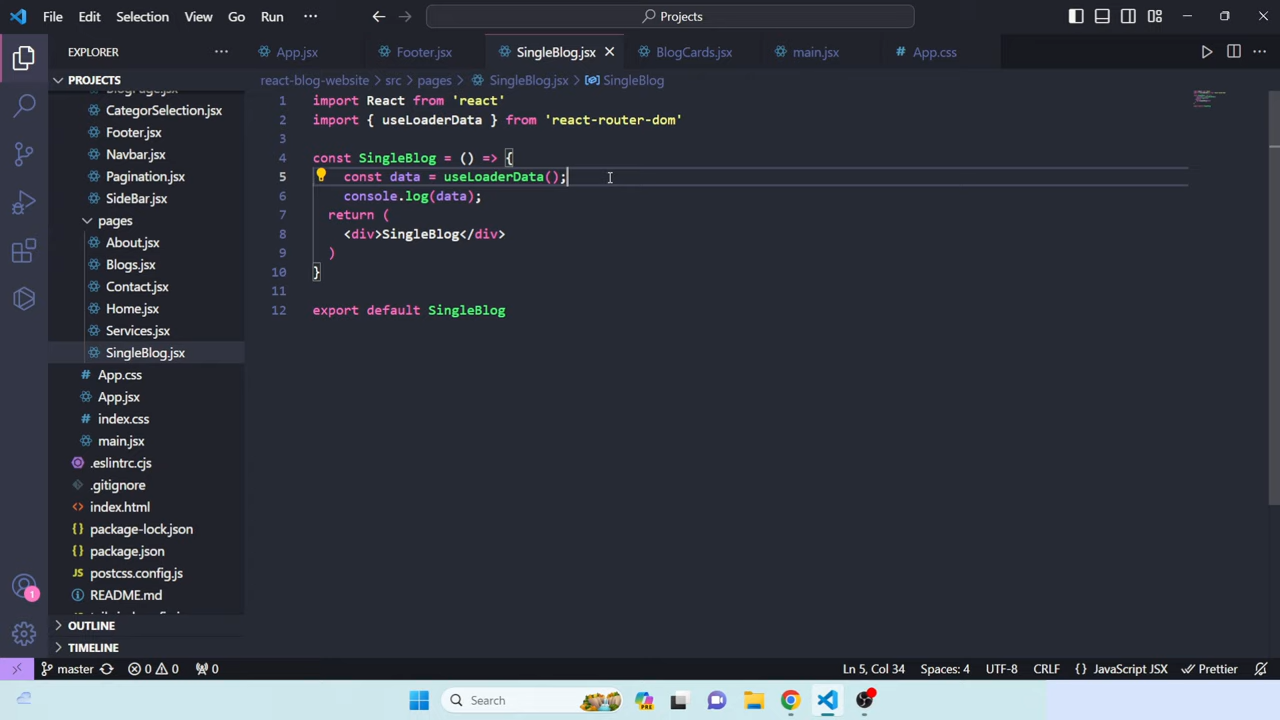 File Edit Selection View Go Run ··· Projects
EXPLORER ···
App.jsx Footer.jsx SingleBlog.jsx BlogCards.jsx main.jsx App.css
PROJECTS
react-blog-website > src > pages > SingleBlog.jsx > SingleBlog
CategorSelection.jsx
Footer.jsx
Navbar.jsx
Pagination.jsx
SideBar.jsx
pages
About.jsx
Blogs.jsx
Contact.jsx
Home.jsx
Services.jsx
SingleBlog.jsx
App.css
App.jsx
index.css
main.jsx
.eslintrc.cjs
.gitignore
index.html
package-lock.json
package.json
postcss.config.js
README.md
OUTLINE
TIMELINE
1 import React from 'react'
2 import { useLoaderData } from 'react-router-dom'
3
4 const SingleBlog = () => {
5 const data = useLoaderData();
6 console.log(data);
7 return (
8 <div>SingleBlog</div>
9 )
10 }
11
12 export default SingleBlog
1
master 0 0 0 Ln 5, Col 34 Spaces: 4 UTF-8 CRLF {} JavaScript JSX Prettier
Search PRE